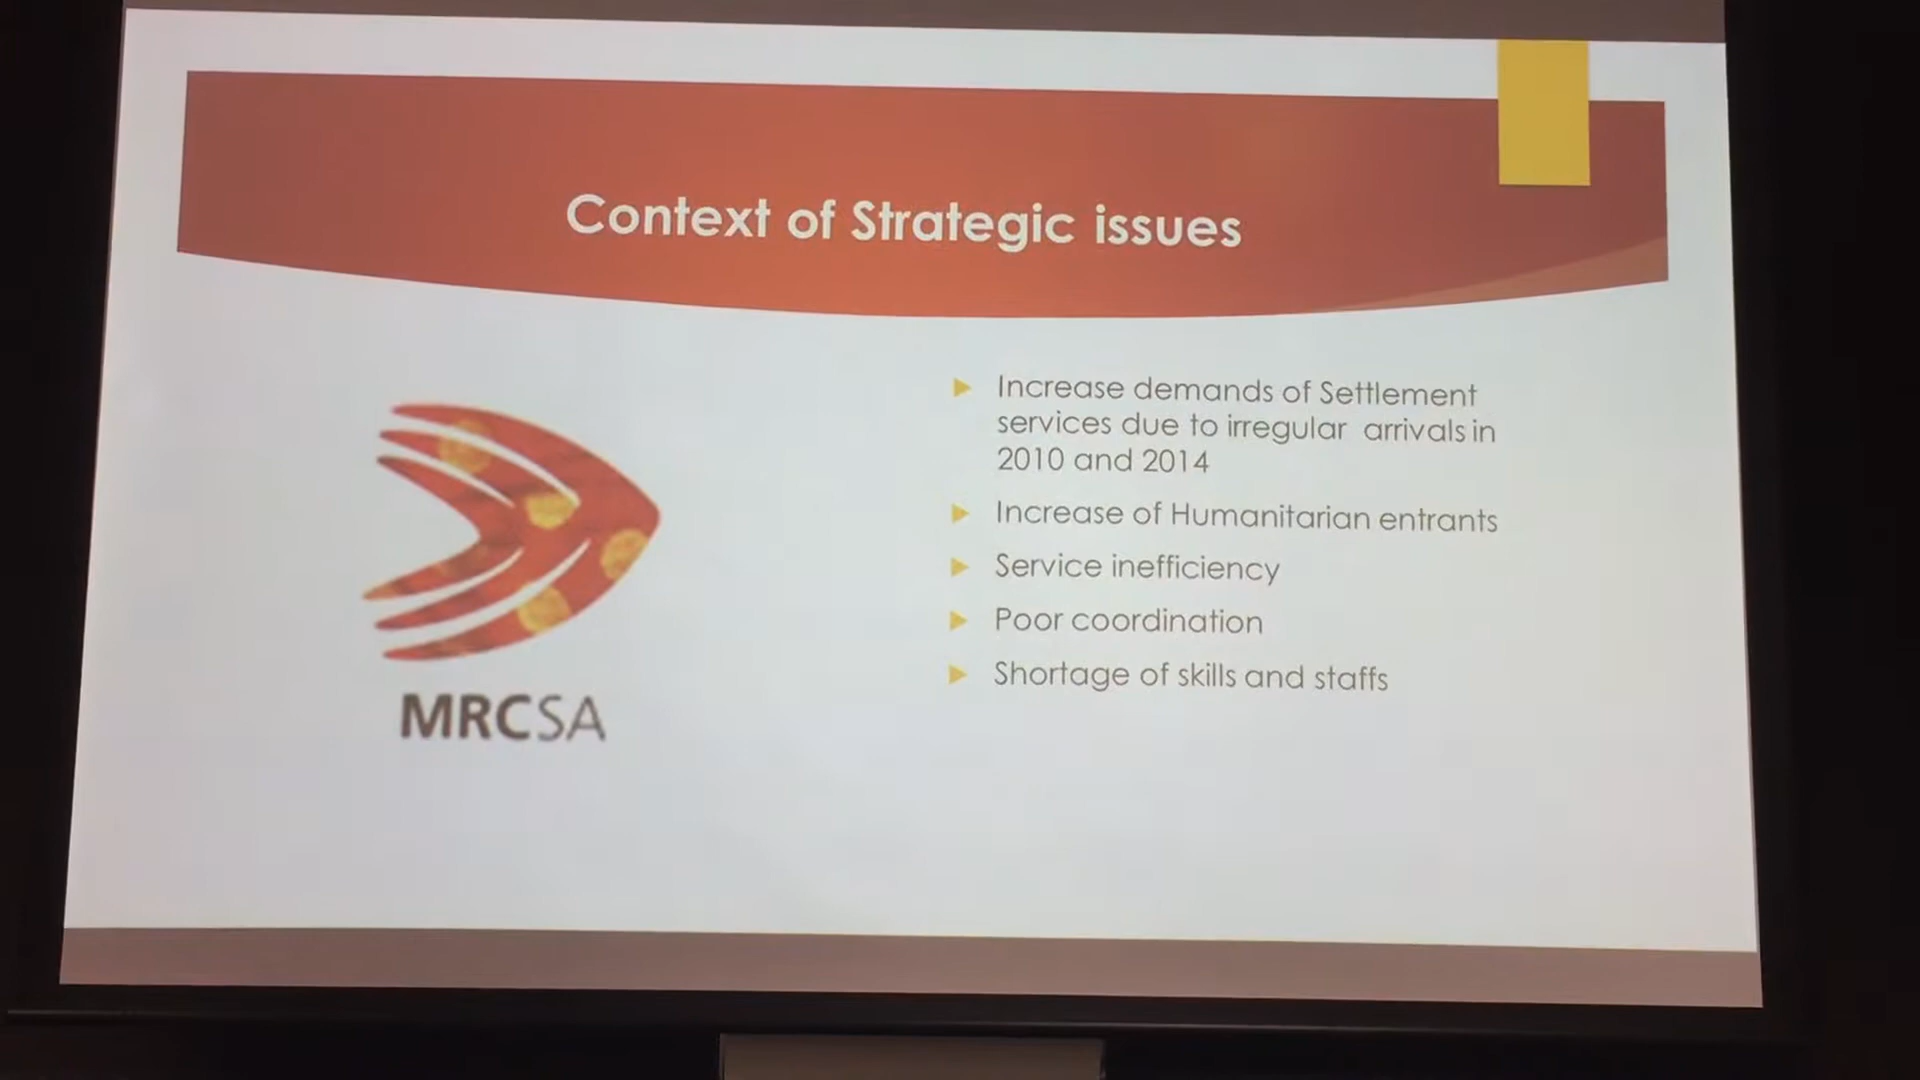 Context of Strategic issues
Increase demands of Settlement
services due to irregular arrivals in
2010 and 2014
Increase of Humanitarian entrants
Service inefficiency
Poor coordination
Shortage of skills and staffs
MRCSA